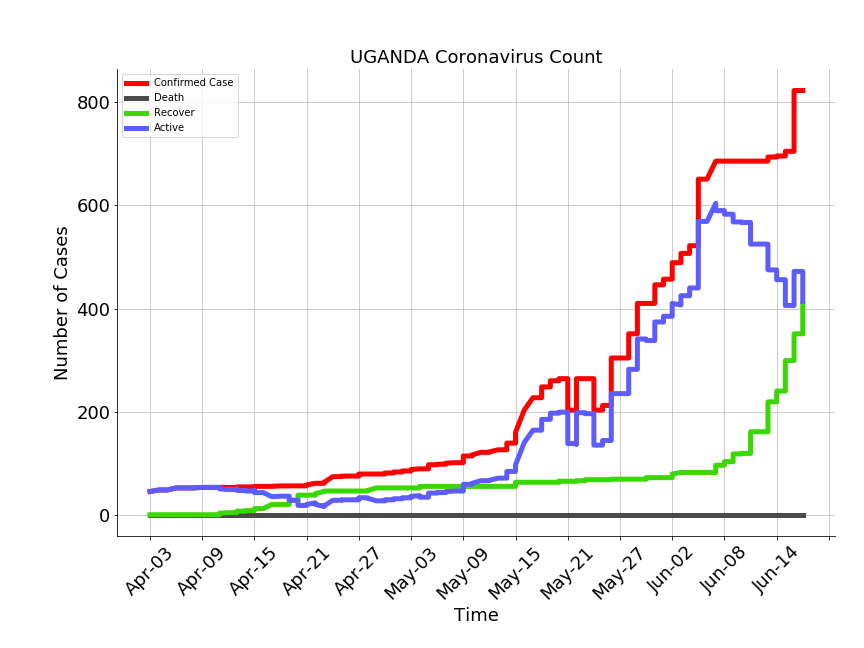 UGANDA Coronavirus Count
Confirmed Case
Death
Recover
Active
800
600
400
200
0
Number of Cases
Apr-03
Apr-09
Apr-15
Apr-21
Apr-27
May-03
May-09
May-15
May-21
May-27
Jun-02
Jun-08
Jun-14
Time